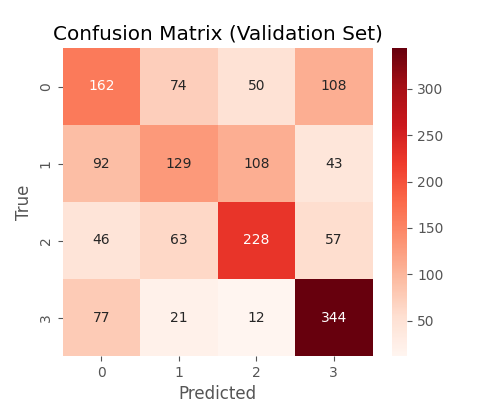 Confusion Matrix (Validation Set)
0 162 74 50 108
1 92 129 108 43
2 46 63 228 57
3 77 21 12 344
0 1 2 3
Predicted
True
300
250
200
150
100
50